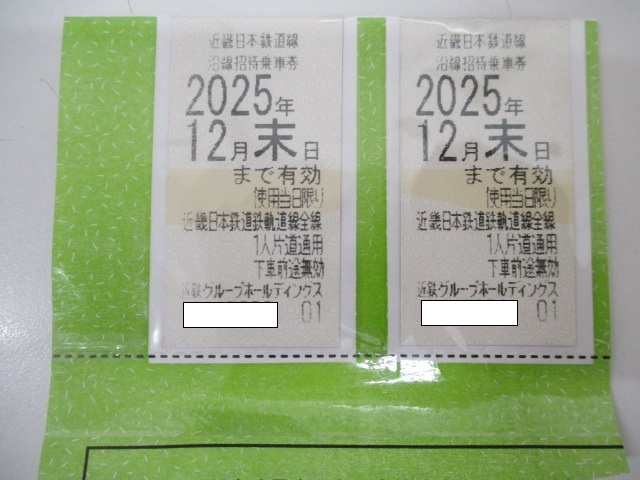 近畿日本鉄道線
沿線招待乗車券
2025年
12月末日
まで有効
(使用当日限り)
近畿日本鉄道鉄軌道線全線
1人片道通用
下車前途無効
近鉄グループホールディングス
01
近畿日本鉄道線
沿線招待乗車券
2025年
12月末日
まで有効
(使用当日限り)
近畿日本鉄道鉄軌道線全線
1人片道通用
下車前途無効
近鉄グループホールディングス
01